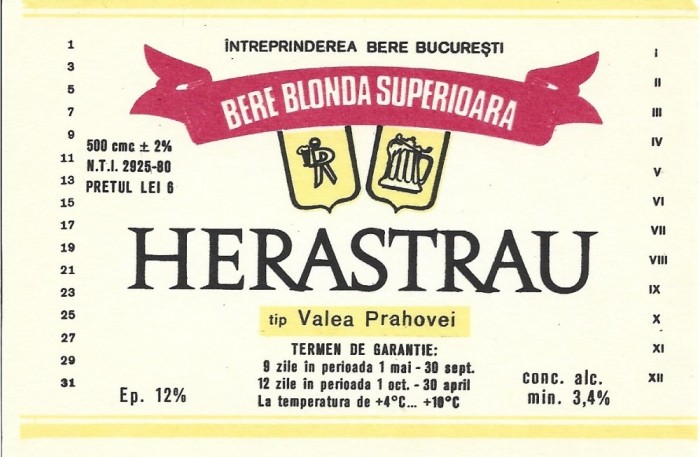 ÎNTREPRINDEREA BERE BUCUREȘTI
BERE BLONDA SUPERIOARA
500 cmc ± 2%
N.T.I. 2925-80
PRETUL LEI 6
R
HERASTRAU
tip Valea Prahovei
TERMEN DE GARANTIE:
9 zile în perioada 1 mai - 30 sept.
12 zile în perioada 1 oct. - 30 april
La temperatura de +4°C... +10°C
Ep. 12%
conc. alc.
min. 3,4%
1
3
5
7
9
11
13
15
17
19
21
23
25
27
29
31
I
II
III
IV
V
VI
VII
VIII
IX
X
XI
XII